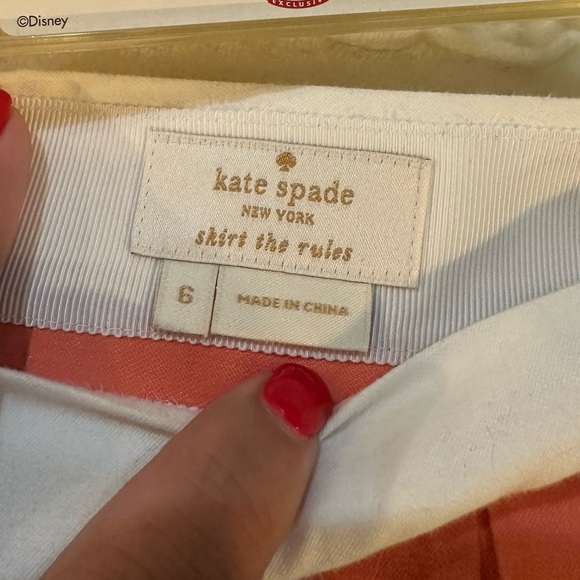 EXCLUSIVE
©Disney
kate spade
NEW YORK
skirt the rules
6
MADE IN CHINA